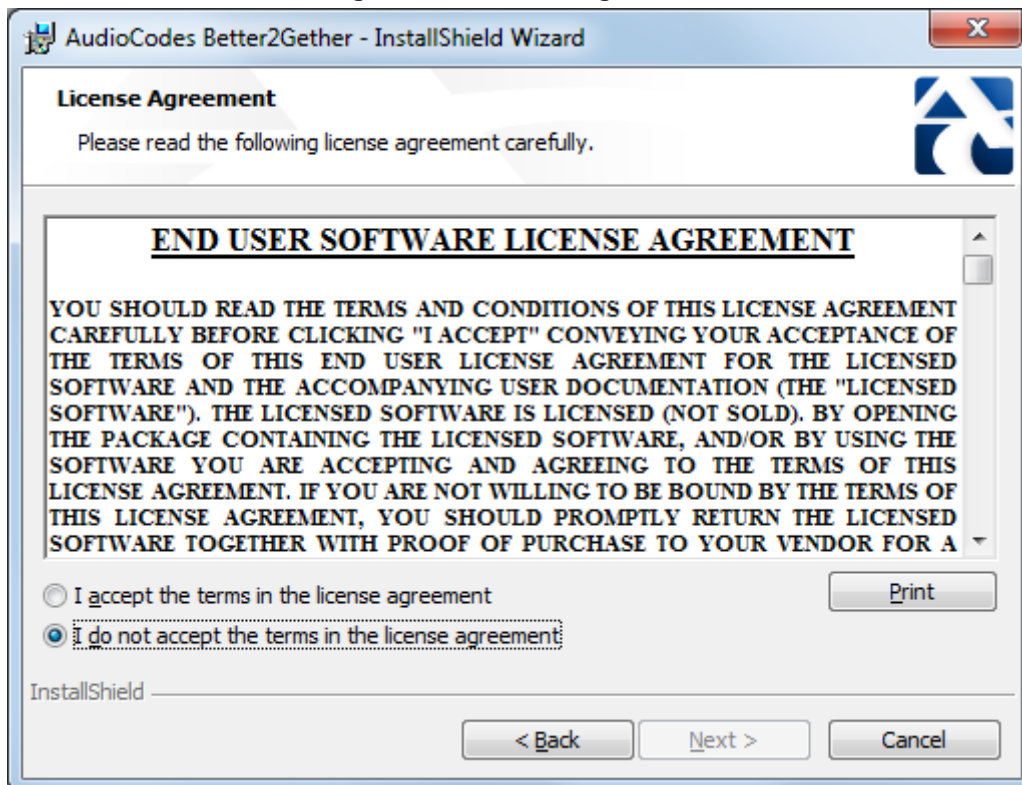 AudioCodes Better2Gether - InstallShield Wizard
License Agreement
Please read the following license agreement carefully.
END USER SOFTWARE LICENSE AGREEMENT
YOU SHOULD READ THE TERMS AND CONDITIONS OF THIS LICENSE AGREEMENT
CAREFULLY BEFORE CLICKING "I ACCEPT" CONVEYING YOUR ACCEPTANCE OF
THE TERMS OF THIS END USER LICENSE AGREEMENT FOR THE LICENSED
SOFTWARE AND THE ACCOMPANYING USER DOCUMENTATION (THE "LICENSED
SOFTWARE"). THE LICENSED SOFTWARE IS LICENSED (NOT SOLD). BY OPENING
THE PACKAGE CONTAINING THE LICENSED SOFTWARE, AND/OR BY USING THE
SOFTWARE YOU ARE ACCEPTING AND AGREEING TO THE TERMS OF THIS
LICENSE AGREEMENT. IF YOU ARE NOT WILLING TO BE BOUND BY THE TERMS OF
THIS LICENSE AGREEMENT, YOU SHOULD PROMPTLY RETURN THE LICENSED
SOFTWARE TOGETHER WITH PROOF OF PURCHASE TO YOUR VENDOR FOR A
I accept the terms in the license agreement
Print
I do not accept the terms in the license agreement
InstallShield
< Back
Next >
Cancel